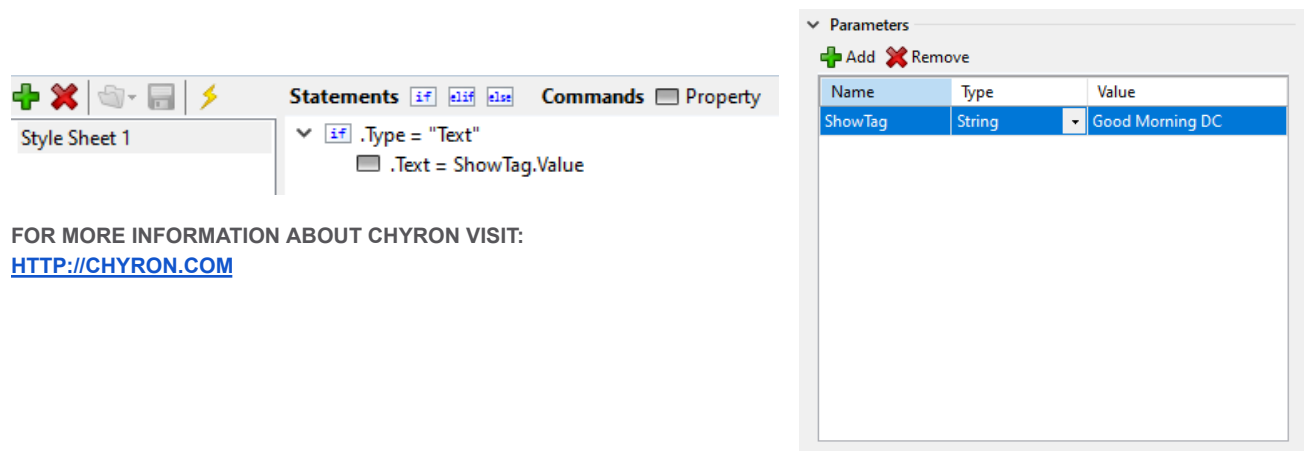 Statements if elif else Commands Property
Style Sheet 1
if .Type = "Text"
.Text = ShowTag.Value
FOR MORE INFORMATION ABOUT CHYRON VISIT:
HTTP://CHYRON.COM
Parameters
Add Remove
Name Type Value
ShowTag String Good Morning DC